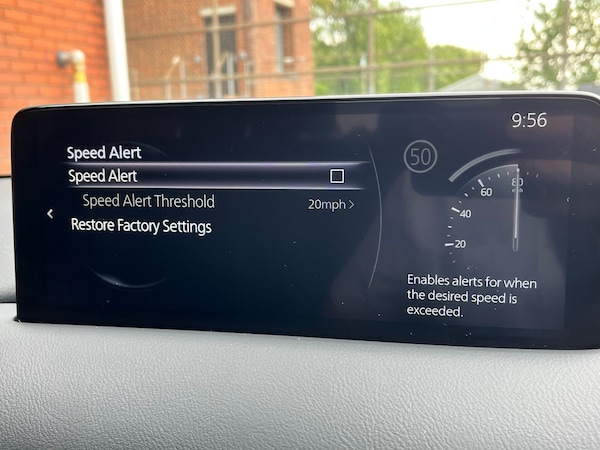 9:56
Speed Alert
Speed Alert
Speed Alert Threshold 20mph >
Restore Factory Settings
50
80
mph
60
40
20
Enables alerts for when
the desired speed is
exceeded.